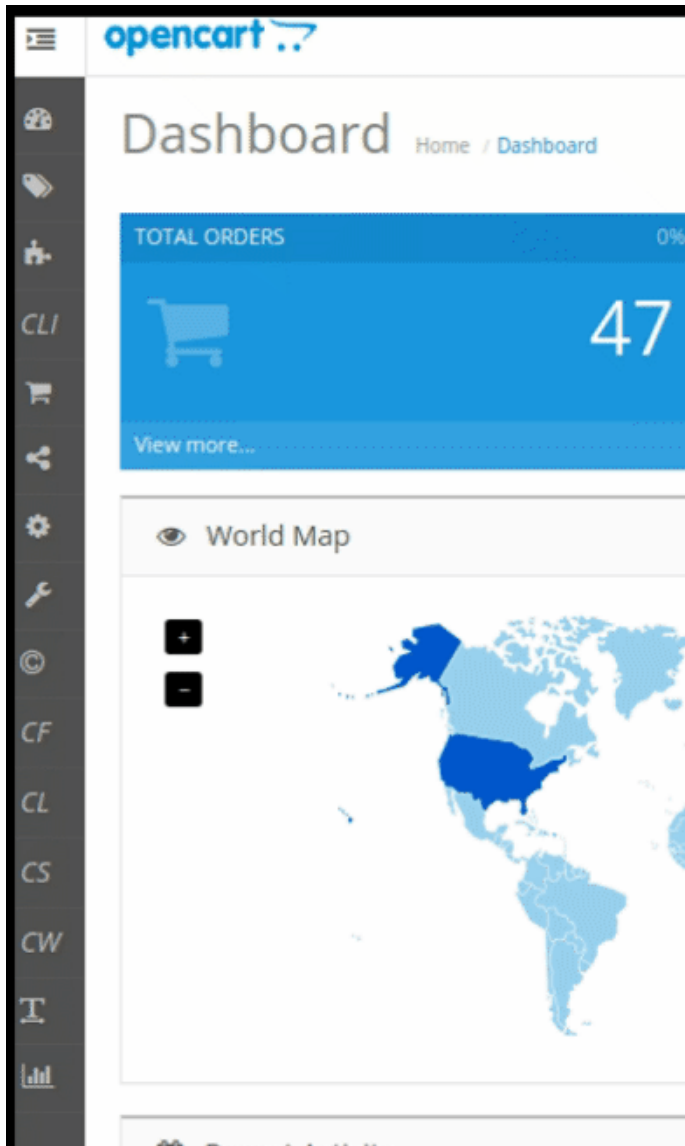 opencart
Dashboard Home / Dashboard
TOTAL ORDERS 0%
47
View more...
World Map
+
−
CLI
CF
CL
CS
CW
T